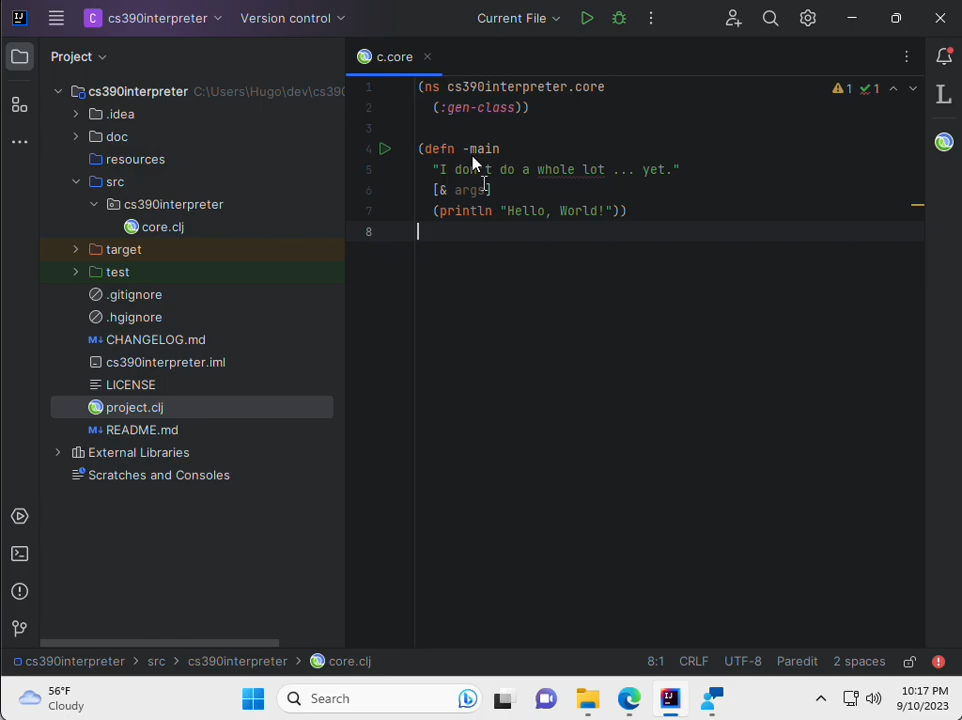 C cs390interpreter
Version control
Current File
Project
c.core
cs390interpreter C:\Users\Hugo\dev\cs390
.idea
doc
resources
src
cs390interpreter
core.clj
target
test
.gitignore
.hgignore
M↓ CHANGELOG.md
cs390interpreter.iml
LICENSE
project.clj
M↓ README.md
External Libraries
Scratches and Consoles
1 (ns cs390interpreter.core
2 (:gen-class))
3
4 (defn -main
5 "I don't do a whole lot ... yet."
6 [& args]
7 (println "Hello, World!"))
8
1 1
L
cs390interpreter > src > cs390interpreter > core.clj
8:1 CRLF UTF-8 Paredit 2 spaces
56°F
Cloudy
Search
10:17 PM
9/10/2023